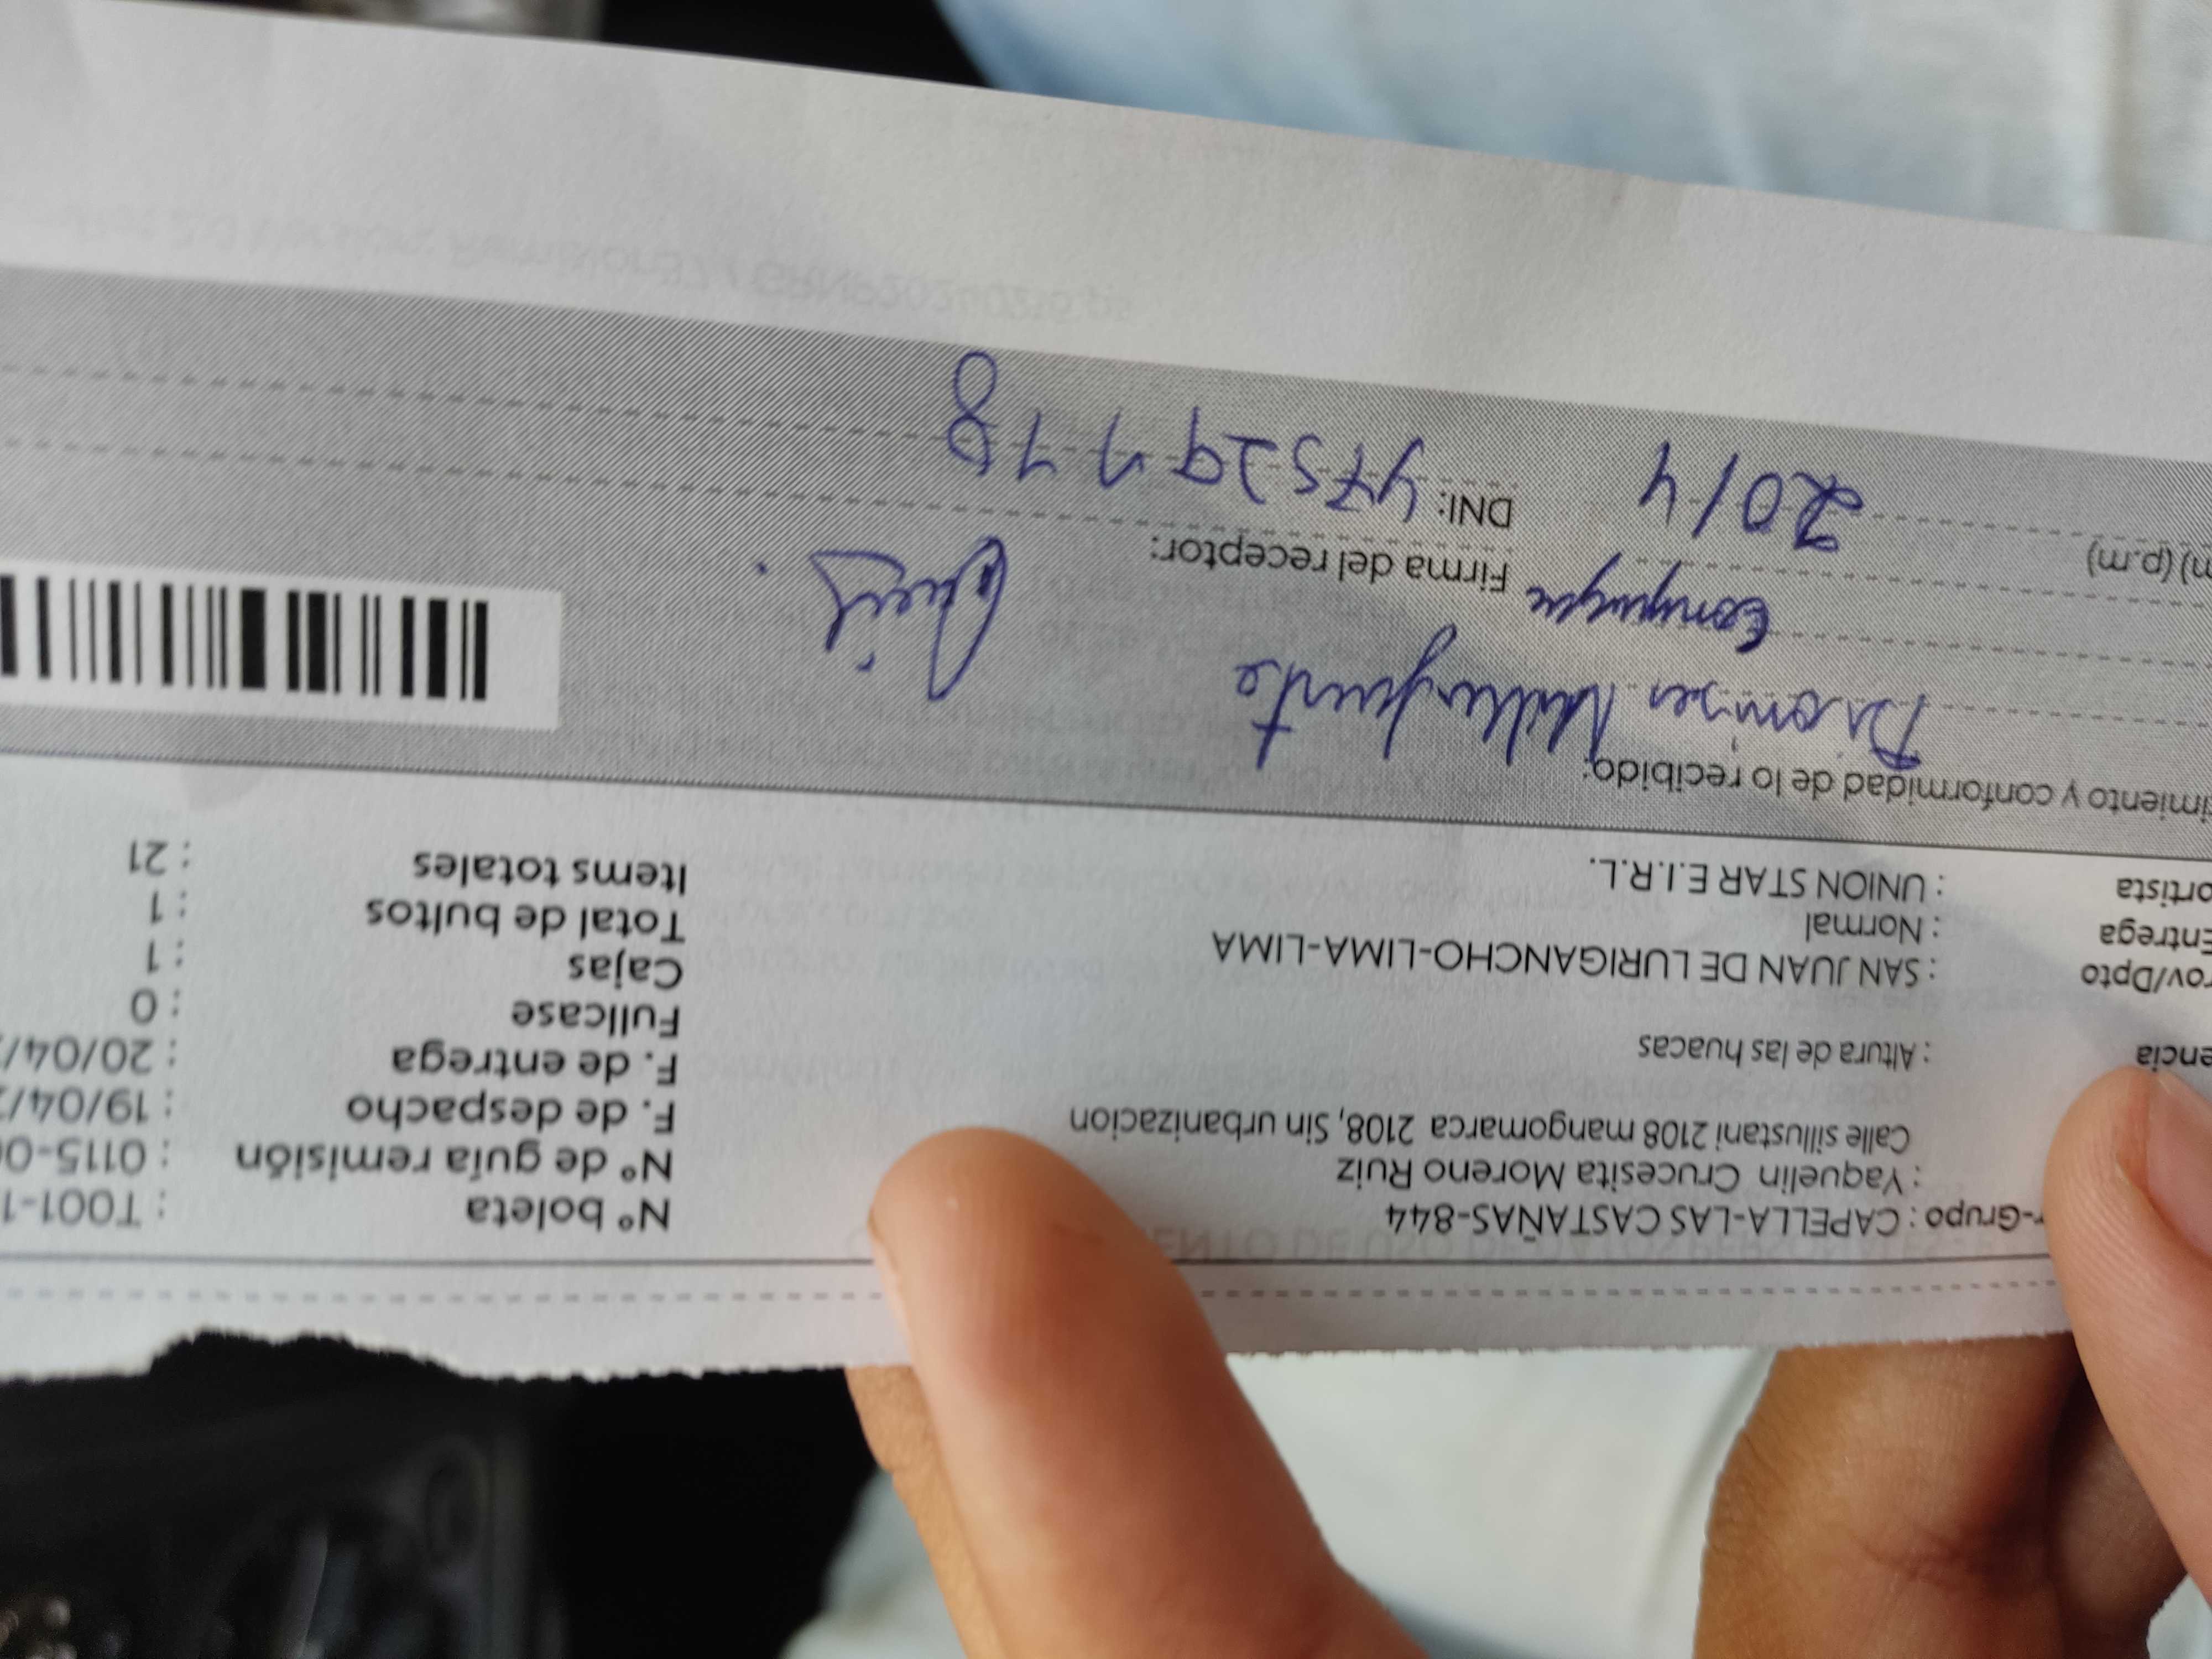 r-Grupo : CAPELLA-LAS CASTAÑAS-844
: Yaquelin Crucesita Moreno Ruiz
Calle sillustani 2108 mangomarca 2108, Sin urbanizacion
encia : Altura de las huacas
rov/Dpto : SAN JUAN DE LURIGANCHO-LIMA-LIMA
Entrega : Normal
ortista : UNION STAR E.I.R.L.
N° boleta : T001-1
N° de guía remisión : 0115-0
F. de despacho : 19/04/
F. de entrega : 20/04/
Fullcase : 0
Cajas : 1
Total de bultos : 1
Items totales : 21
imiento y conformidad de lo recibido:
Firma del receptor:
(p.m) 20/4
DNI: